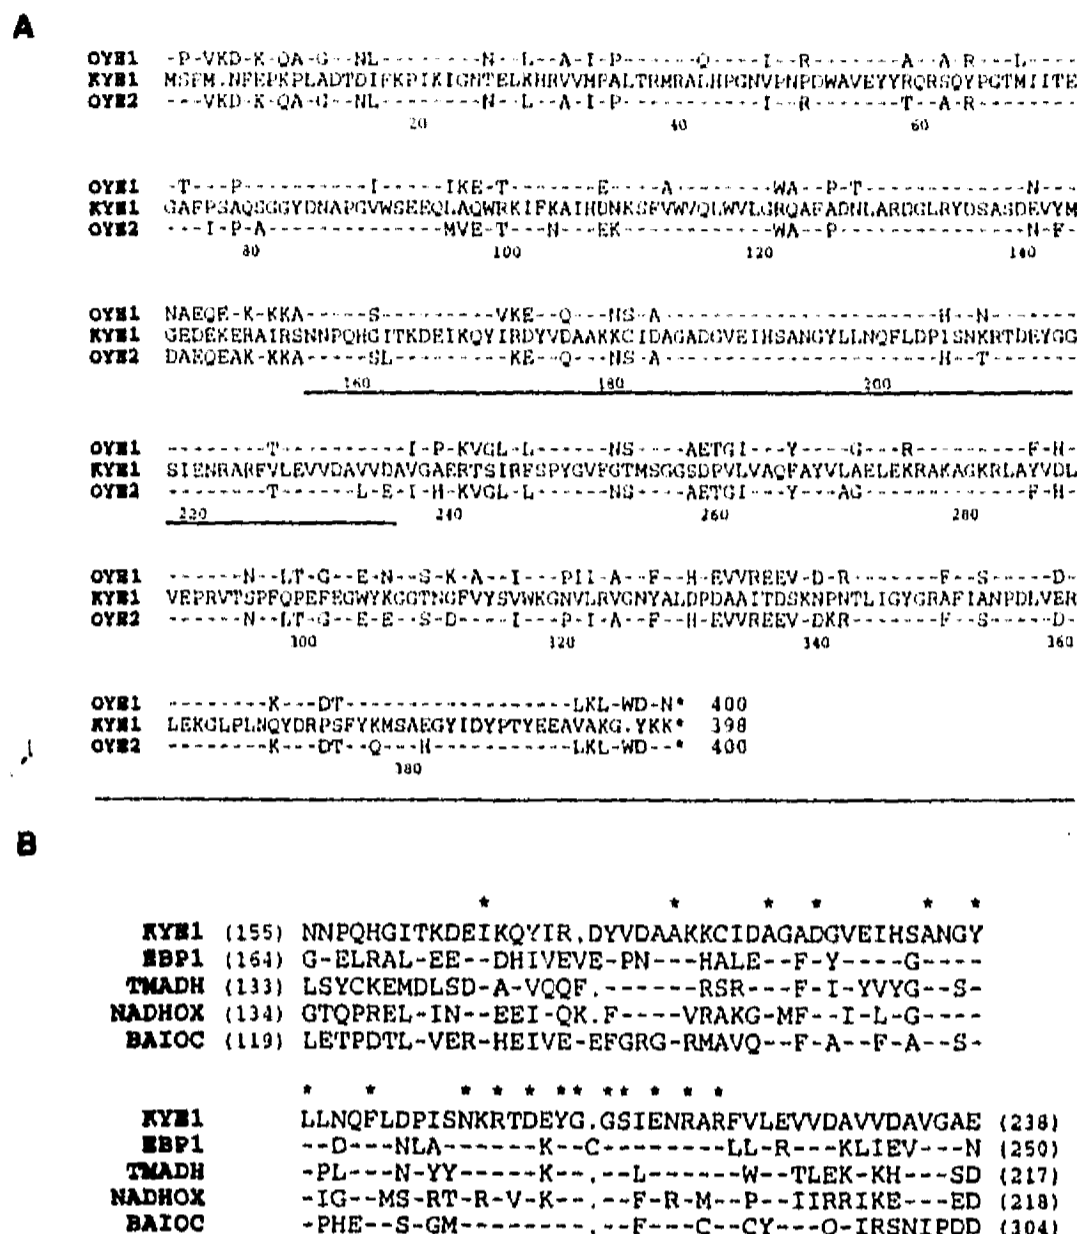 A
OYE1 -P-VKD-K-QA-G--NL--------N--L--A-I-P------Q----I--R-------A--A-R---L----
KYE1 MSFM.NFEPKPLADTDIFKPIKIGNTELKHRVVMPALTRMRALHPGNVPNPDWAVEYYRQRSQYPGTMIITE
OYE2 ---VKD-K-QA-G--NL--------N--L--A-I-P-----------I--R-------T--A-R--------
20 40 60
OYE1 -T---P----------I-----IKE-T-------E----A--------WA--P-T-------------N---
KYE1 GAFPSAQSGGYDNAPGVWSEEQLAQWRKIFKAIHDNKSFVWVQLWVLGRQAFADNLARDGLRYDSASDEVYM
OYE2 ---I-P-A--------------MVE-T---N---EK------------WA--P---------------N-F-
80 100 120 140
OYE1 NAEQE-K-KKA-----S---------VKE--Q---NS-A----------------------H--N-------
KYE1 GEDEKERAIRSNNPQHGITKDEIKQYIRDYVDAAKKCIDAGADGVEIHSANGYLLNQFLDPISNKRTDEYGG
OYE2 DAEQEAK-KKA-----SL---------KE--Q---NS-A----------------------H--T-------
160 180 200
OYE1 --------T----------I-P-KVGL-L------NS----AETGI---Y----G---R---------F-H-
KYE1 SIENRARFVLEVVDAVVDAVGAERTSIRFSPYGVFGTMSGGSDPVLVAQFAYVLAELEKRAKAGKRLAYVDL
OYE2 --------T------L-E-I-H-KVGL-L------NS----AETGI---Y---AG-------------F-H-
220 240 260 280
OYE1 ------N--LT-G--E-N--S-K-A--I---PII-A--F--H-EVVREEV-D-R-------F--S-----D-
KYE1 VEPRVTSPFQPEFEGWYKGGTNGFVYSVWKGNVLRVGNYALDPDAAITDSKNPNTLIGYGRAFIANPDLVER
OYE2 ------N--LT-G--E-E--S-D----I---P-I-A--F--H-EVVREEV-DKR-------F--S-----D-
300 320 340 360
OYE1 --------K---DT------------------LKL-WD-N* 400
KYE1 LEKGLPLNQYDRPSFYKMSAEGYIDYPTYEEAVAKG.YKK* 398
OYE2 --------K---DT--Q---H-----------LKL-WD--* 400
380
B
* * * * * *
KYE1 (155) NNPQHGITKDEIKQYIR.DYVDAAKKCIDAGADGVEIHSANGY
EBP1 (164) G-ELRAL-EE--DHIVEVE-PN---HALE--F-Y----G----
TMADH (133) LSYCKEMDLSD-A-VQQF.------RSR---F-I-YVYG--S-
NADHOX (134) GTQPREL-IN--EEI-QK.F----VRAKG-MF--I-L-G----
BAIOC (119) LETPDTL-VER-HEIVE-EFGRG-RMAVQ--F-A--F-A--S-
* * * * * ** ** * * *
KYE1 LLNQFLDPISNKRTDEYG.GSIENRARFVLEVVDAVVDAVGAE (238)
EBP1 --D---NLA------K--C--------LL-R---KLIEV---N (250)
TMADH -PL---N-YY-----K--.--L------W--TLEK-KH---SD (217)
NADHOX -IG--MS-RT-R-V-K--.--F-R-M--P--IIRRIKE---ED (218)
BAIOC -PHE--S-GM--------.--F---C--CY---Q-IRSNIPDD (304)